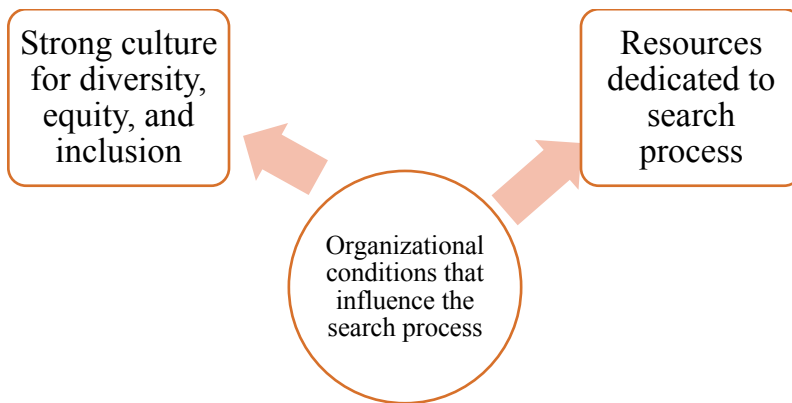 Strong culture
for diversity,
equity, and
inclusion
Resources
dedicated to
search
process
Organizational
conditions that
influence the
search process